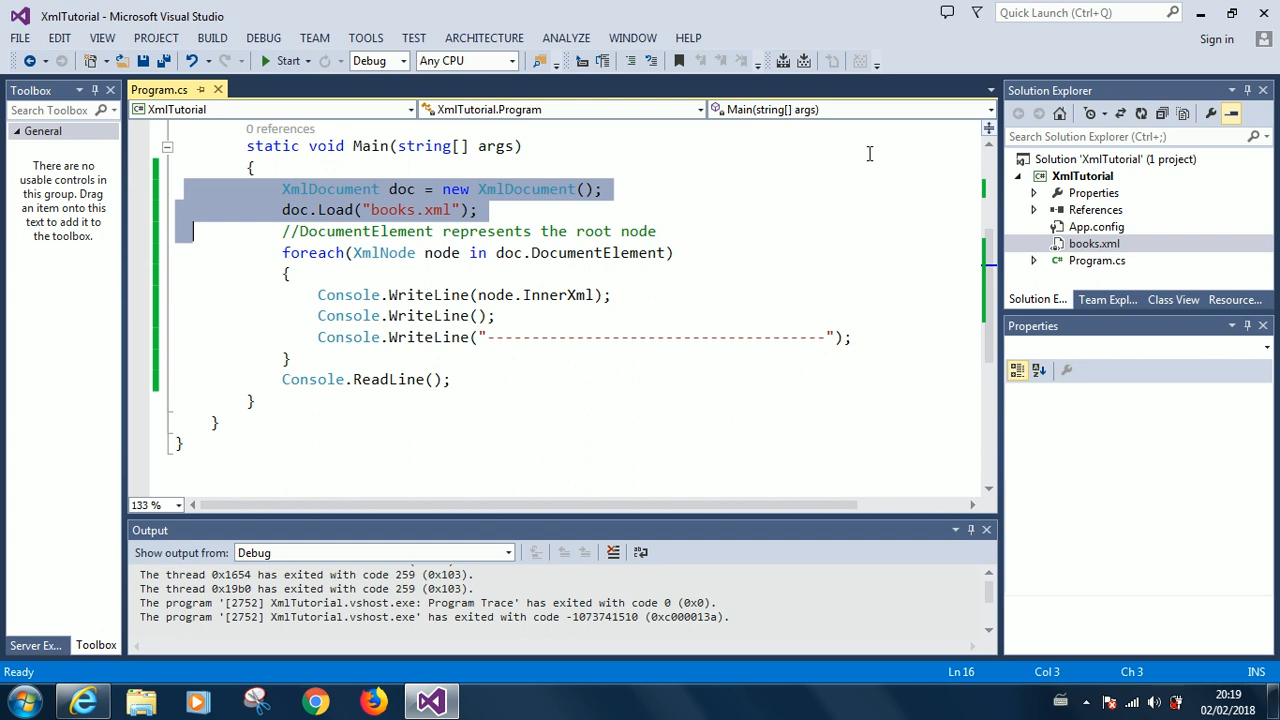 XmlTutorial - Microsoft Visual Studio
Quick Launch (Ctrl+Q)
FILE EDIT VIEW PROJECT BUILD DEBUG TEAM TOOLS TEST ARCHITECTURE ANALYZE WINDOW HELP
Sign in
Start Debug Any CPU
Toolbox
Search Toolbox
General
There are no
usable controls in
this group. Drag
an item onto this
text to add it to
the toolbox.
Server Ex... Toolbox
Program.cs
XmlTutorial XmlTutorial.Program Main(string[] args)
0 references
static void Main(string[] args)
{
XmlDocument doc = new XmlDocument();
doc.Load("books.xml");
//DocumentElement represents the root node
foreach(XmlNode node in doc.DocumentElement)
{
Console.WriteLine(node.InnerXml);
Console.WriteLine();
Console.WriteLine("--------------------------------------");
}
Console.ReadLine();
}
}
}
133 %
Output
Show output from: Debug
The thread 0x1654 has exited with code 259 (0x103).
The thread 0x19b0 has exited with code 259 (0x103).
The program '[2752] XmlTutorial.vshost.exe: Program Trace' has exited with code 0 (0x0).
The program '[2752] XmlTutorial.vshost.exe' has exited with code -1073741510 (0xc000013a).
Solution Explorer
Search Solution Explorer (Ctrl+;)
Solution 'XmlTutorial' (1 project)
XmlTutorial
Properties
References
App.config
books.xml
Program.cs
Solution E... Team Expl... Class View Resource...
Properties
Ready Ln 16 Col 3 Ch 3 INS
20:19
02/02/2018